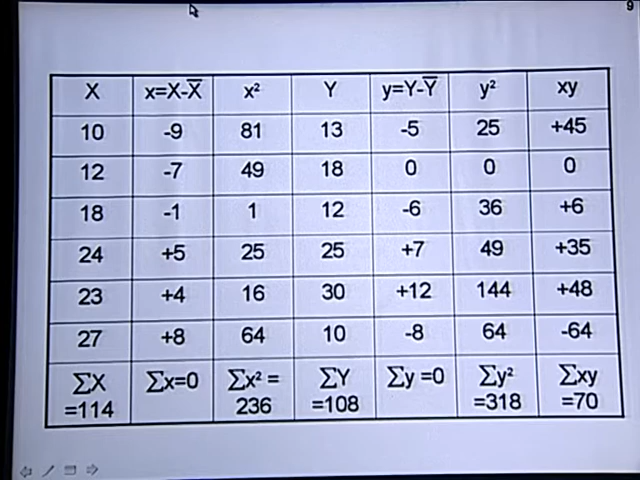 9
X x=X-X̅ x² Y y=Y-Y̅ y² xy
10 -9 81 13 -5 25 +45
12 -7 49 18 0 0 0
18 -1 1 12 -6 36 +6
24 +5 25 25 +7 49 +35
23 +4 16 30 +12 144 +48
27 +8 64 10 -8 64 -64
∑X ∑x=0 ∑x² = ∑Y ∑y =0 ∑y² ∑xy
=114 236 =108 =318 =70